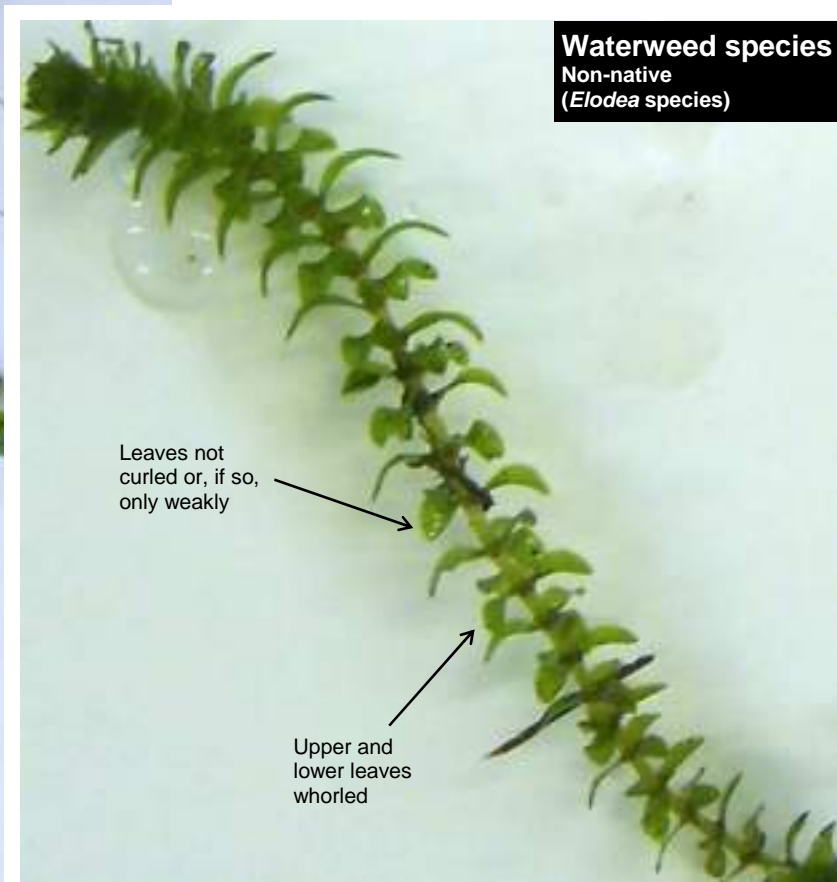 Waterweed species
Non-native
(Elodea species)
Leaves not
curled or, if so,
only weakly
Upper and
lower leaves
whorled